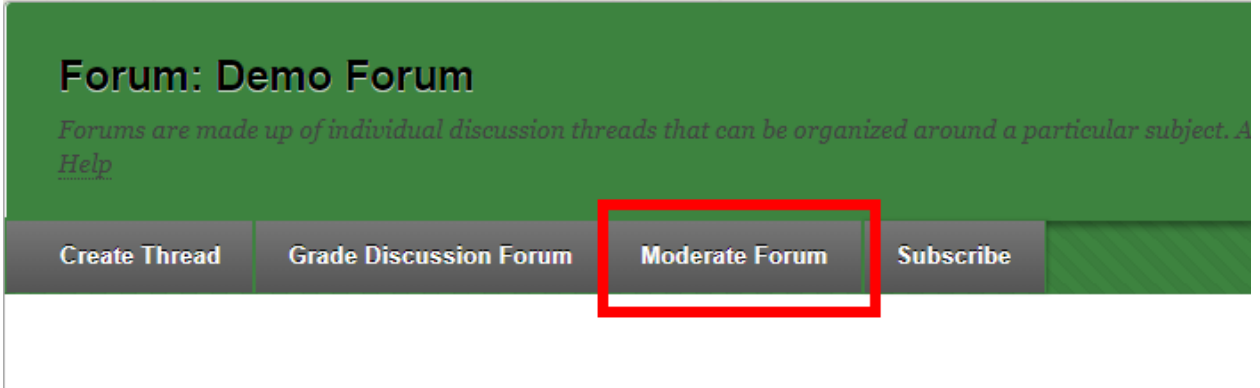 Forum: Demo Forum
Forums are made up of individual discussion threads that can be organized around a particular subject. A
Help
Create Thread Grade Discussion Forum Moderate Forum Subscribe